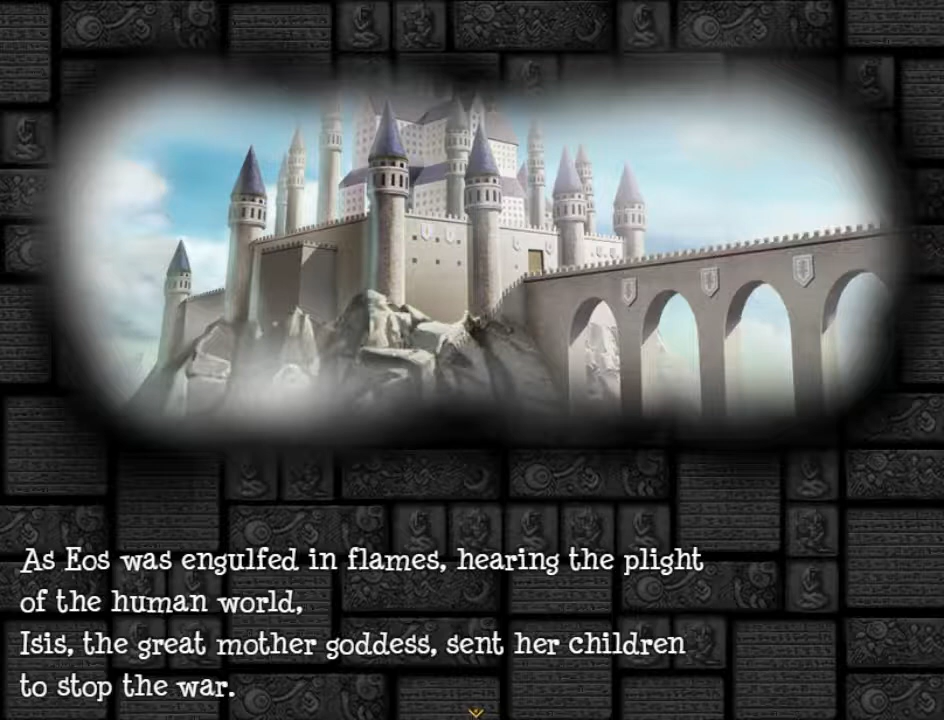 As Eos was engulfed in flames, hearing the plight
of the human world,
Isis, the great mother goddess, sent her children
to stop the war.